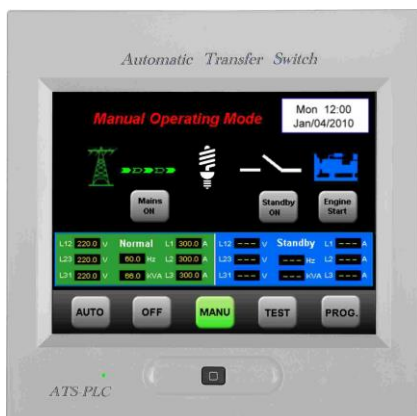 Automatic Transfer Switch
Manual Operating Mode
Mon 12:00
Jan/04/2010
Mains
ON
Standby
ON
Engine
Start
L12 220.0 V Normal L1 300.0 A
L23 220.0 V 60.0 Hz L2 300.0 A
L31 220.0 V 66.0 kVA L3 300.0 A
L12 --- V Standby L1 --- A
L23 --- V --- Hz L2 --- A
L31 --- V --- kVA L3 --- A
AUTO OFF MANU TEST PROG.
ATS-PLC